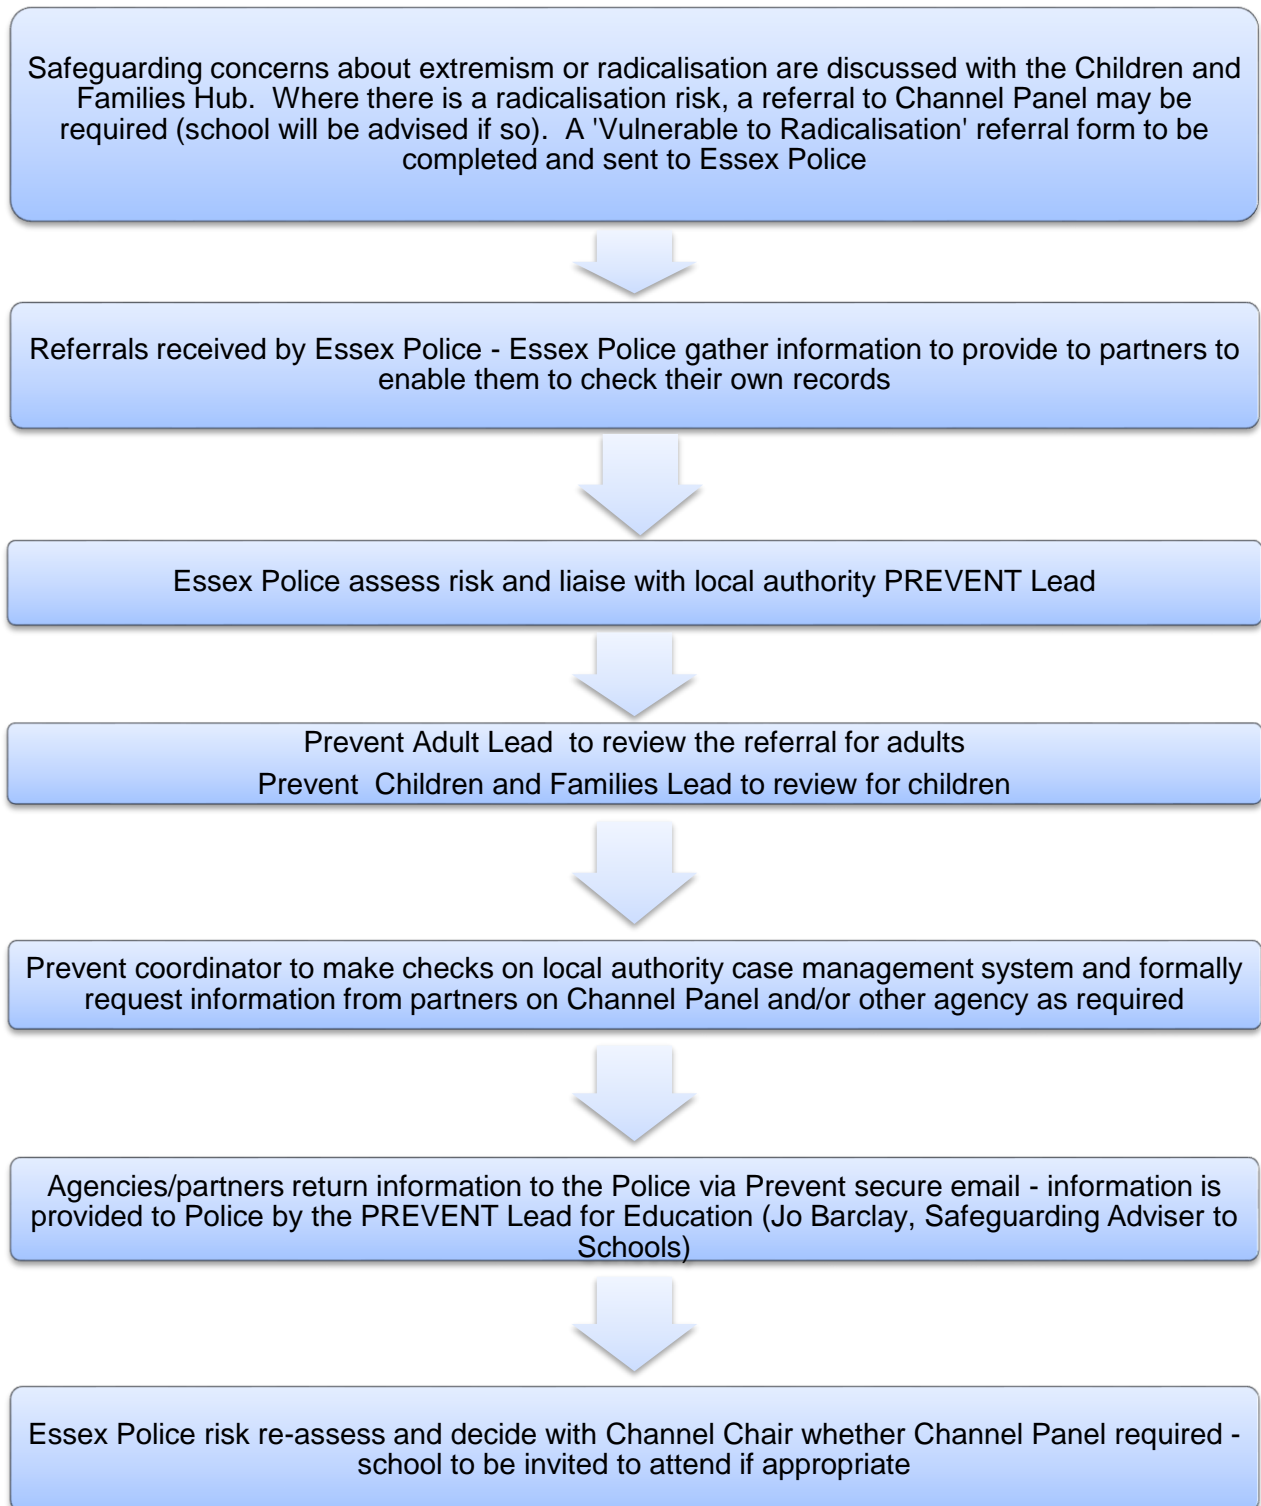 Safeguarding concerns about extremism or radicalisation are discussed with the Children and
Families Hub.  Where there is a radicalisation risk, a referral to Channel Panel may be
required (school will be advised if so).  A 'Vulnerable to Radicalisation' referral form to be
completed and sent to Essex Police
Referrals received by Essex Police - Essex Police gather information to provide to partners to
enable them to check their own records
Essex Police assess risk and liaise with local authority PREVENT Lead
Prevent Adult Lead  to review the referral for adults
Prevent  Children and Families Lead to review for children
Prevent coordinator to make checks on local authority case management system and formally
request information from partners on Channel Panel and/or other agency as required
Agencies/partners return information to the Police via Prevent secure email - information is
provided to Police by the PREVENT Lead for Education (Jo Barclay, Safeguarding Adviser to
Schools)
Essex Police risk re-assess and decide with Channel Chair whether Channel Panel required -
school to be invited to attend if appropriate